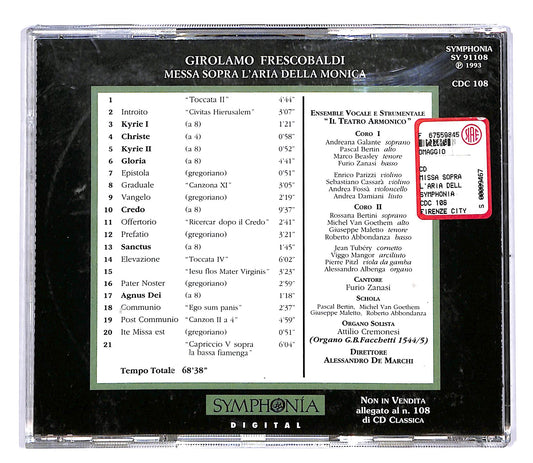 GIROLAMO FRESCOBALDI
MESSA SOPRA L'ARIA DELLA MONICA
SYMPHONIA
SY 91108
℗ 1993
CDC 108
1 "Toccata II" 4'44"
2 Introito "Civitas Hierusalem" 3'07"
3 Kyrie I (a 8) 1'21"
4 Christe (a 4) 0'58"
5 Kyrie II (a 8) 0'52"
6 Gloria (a 8) 4'41"
7 Epistola (gregoriano) 0'51"
8 Graduale "Canzona XI" 3'05"
9 Vangelo (gregoriano) 2'19"
10 Credo (a 8) 9'37"
11 Offertorio "Ricercar dopo il Credo" 2'41"
12 Prefatio (gregoriano) 3'21"
13 Sanctus (a 8) 1'45"
14 Elevazione "Toccata IV" 6'02"
15 "Iesu flos Mater Virginis" 3'23"
16 Pater Noster (gregoriano) 2'19"
17 Agnus Dei (a 8) 1'18"
18 Communio "Ego sum panis" 2'37"
19 Post Communio "Canzon II a 4" 4'59"
20 Ite Missa est (gregoriano) 0'51"
21 "Capriccio V sopra 6'04"
la bassa fiamenga"
Tempo Totale 68'38"
ENSEMBLE VOCALE E STRUMENTALE
"IL TEATRO ARMONICO"
CORO I
Andreana Galante soprano
Pascal Bertin alto
Marco Beasley tenore
Furio Zanasi basso
Enrico Parizzi violino
Sebastiano Cassarà violino
Andrea Fossà violoncello
Andrea Damiani liuto
CORO II
Rossana Bertini soprano
Michel Van Goethem alto
Giuseppe Maletto tenore
Roberto Abbondanza basso
Jean Tubéry cornetto
Viggo Mangor arciliuto
Pierre Pitzl viola da gamba
Alessandro Albenga organo
CANTORE
Furio Zanasi
SCHOLA
Pascal Bertin, Michel Van Goethem
Giuseppe Maletto, Roberto Abbondanza
ORGANO SOLISTA
Attilio Cremonesi
(Organo G.B.Facchetti 1544/5)
DIRETTORE
ALESSANDRO DE MARCHI
F 67559845
OMAGGIO
CD
MISSA SOPRA
L'ARIA DELL
SYMPHONIA
CDC 108
FIRENZE CITY
S 00009467
SYMPHONÍA
DIGITAL
NON IN VENDITA
allegato al n. 108
di CD CLASSICA